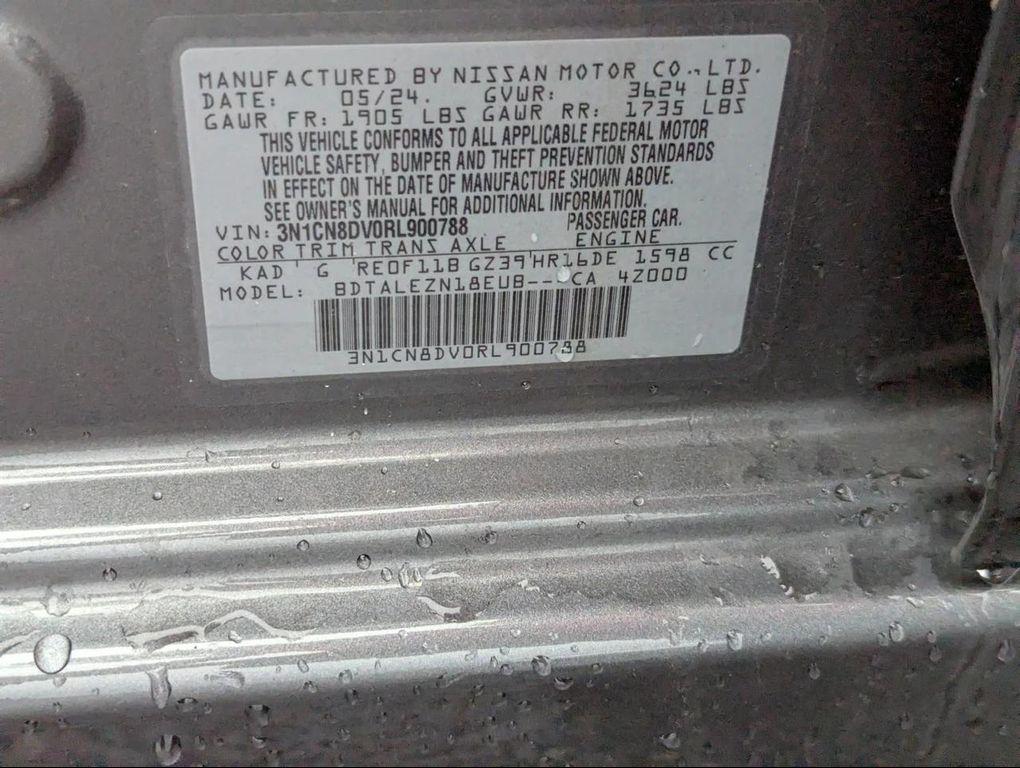 MANUFACTURED BY NISSAN MOTOR CO., LTD.
DATE: 05/24. GVWR: 3624 LBS
GAWR FR: 1905 LBS GAWR RR: 1735 LBS
THIS VEHICLE CONFORMS TO ALL APPLICABLE FEDERAL MOTOR
VEHICLE SAFETY, BUMPER AND THEFT PREVENTION STANDARDS
IN EFFECT ON THE DATE OF MANUFACTURE SHOWN ABOVE.
SEE OWNER'S MANUAL FOR ADDITIONAL INFORMATION.
VIN: 3N1CN8DV0RL900788 PASSENGER CAR.
COLOR TRIM TRANS AXLE ENGINE
KAD G RE0F11B GZ39 HR16DE 1598 CC
MODEL: BDTALEZN18EUB---CA 4Z000
3N1CN8DV0RL900788